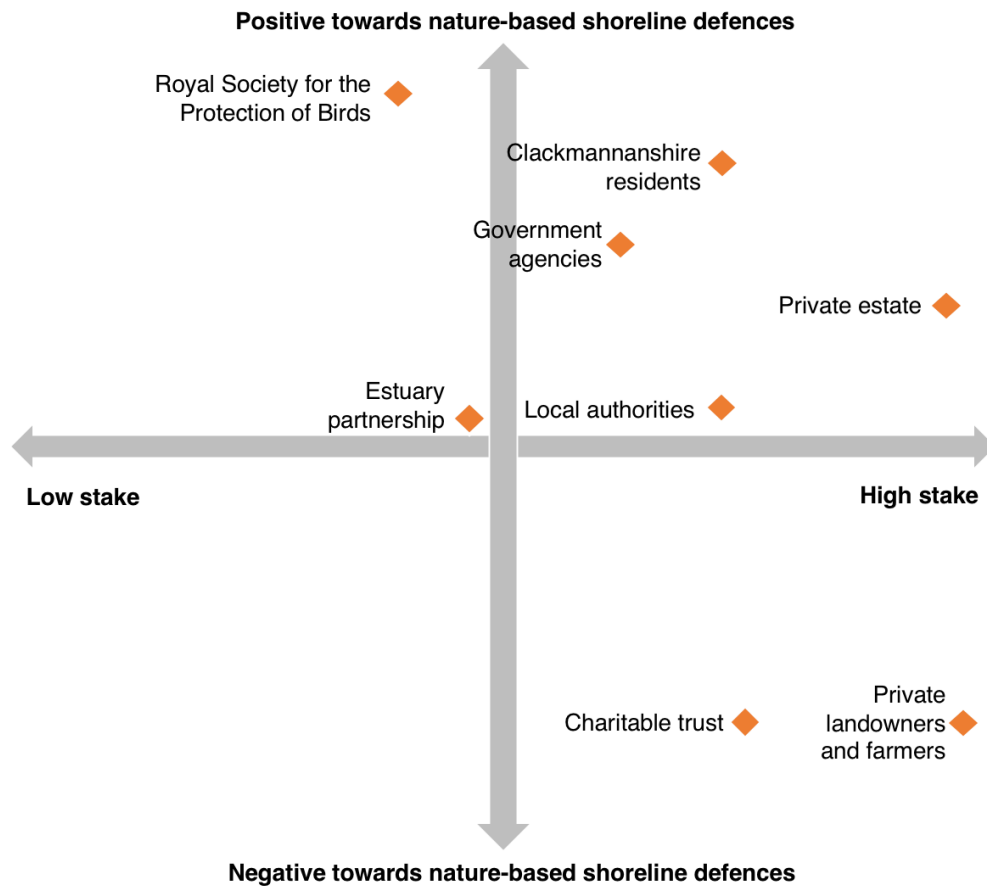 Positive towards nature-based shoreline defences
Royal Society for the
Protection of Birds
Clackmannanshire
residents
Government
agencies
Private estate
Estuary
partnership
Local authorities
Low stake
High stake
Charitable trust
Private
landowners
and farmers
Negative towards nature-based shoreline defences